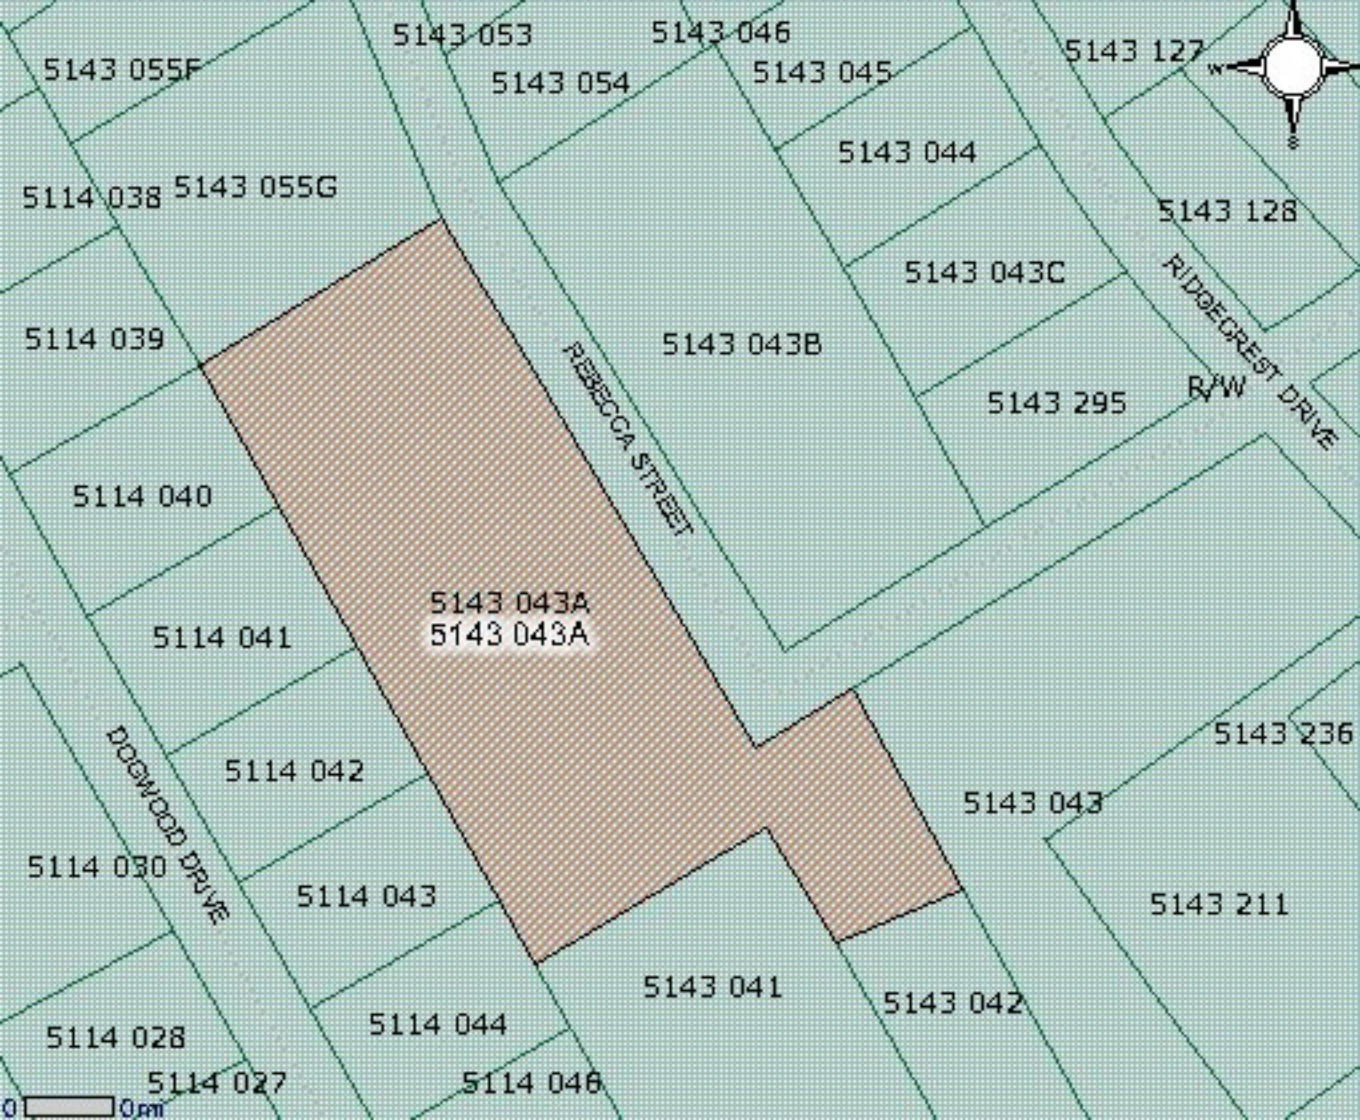 5143 053
5143 046
5143 127
5143 055F
5143 054
5143 045
W
S
5143 044
5114 038
5143 055G
5143 128
5143 043C
RIDGECREST DRIVE
5114 039
5143 043B
REBECCA STREET
R/W
5143 295
5114 040
5143 043A
5143 043A
5114 041
5143 236
5114 042
5143 043
DOGWOOD DRIVE
5114 030
5114 043
5143 211
5143 041
5143 042
5114 044
5114 028
5114 027
5114 046
0
0mi